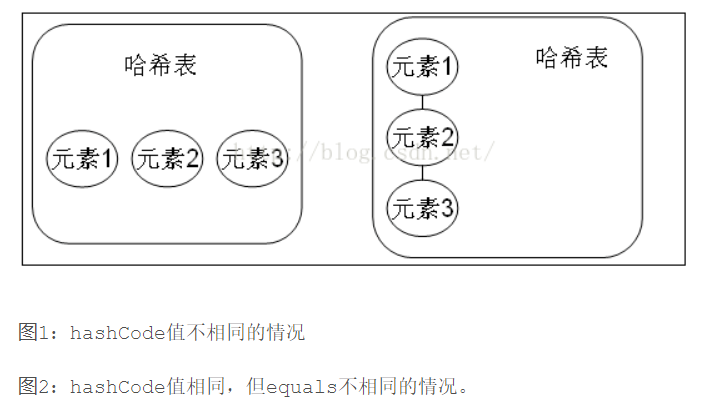 哈希表
哈希表
元素1
元素2
元素3
元素1
元素2
元素3
http://blog.csdn.net/
图1: hashCode值不相同的情况
图2: hashCode值相同，但equals不相同的情况。